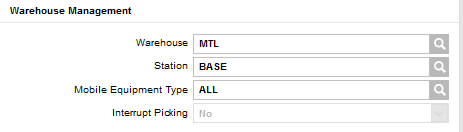 Warehouse Management
Warehouse MTL
Station BASE
Mobile Equipment Type ALL
Interrupt Picking No